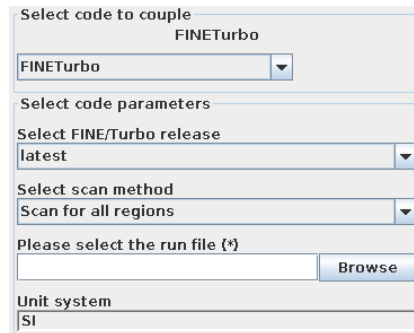 Select code to couple
FINETurbo
FINETurbo
Select code parameters
Select FINE/Turbo release
latest
Select scan method
Scan for all regions
Please select the run file (*)
Browse
Unit system
SI